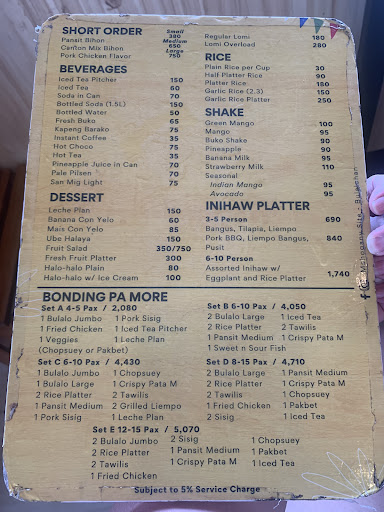 SHORT ORDER
Small
Pansit Bihon 380
Medium
Canton Mix Bihon 650
Large
Pork Chicken Flavor 750
BEVERAGES
Iced Tea Pitcher 150
Iced Tea 60
Soda in Can 70
Bottled Soda (1.5L) 150
Bottled Water 50
Fresh Buko 65
Kapeng Barako 75
Instant Coffee 35
Hot Choco 75
Hot Tea 35
Pineapple Juice in Can 70
Pale Pilsen 70
San Mig Light 75
DESSERT
Leche Plan 150
Banana Con Yelo 60
Mais Con Yelo 85
Ube Halaya 150
Fruit Salad 350/750
Fresh Fruit Platter 300
Halo-halo Plain 80
Halo-halo w/ Ice Cream 100
Regular Lomi 180
Lomi Overload 280
RICE
Plain Rice per Cup 30
Half Platter Rice 90
Platter Rice 180
Garlic Rice (2,3) 150
Garlic Rice Platter 250
SHAKE
Green Mango 100
Mango 95
Buko Shake 90
Pineapple 90
Banana Milk 95
Strawberry Milk 110
Seasonal
Indian Mango 95
Avocado 95
INIHAW PLATTER
3-5 Person 690
Bangus, Tilapia, Liempo
Pork BBQ, Liempo Bangus, 840
Pusit
6-10 Person
Assorted Inihaw w/ 1,740
Eggplant and Rice Platter
BONDING PA MORE
Set A 4-5 Pax / 2,080
1 Bulalo Jumbo 1 Pork Sisig
1 Fried Chicken 1 Iced Tea Pitcher
1 Veggies 1 Leche Plan
(Chopsuey or Pakbet)
Set B 6-10 Pax / 4,050
2 Bulalo Large 1 Iced Tea
2 Rice Platter 2 Tawilis
1 Pansit Medium 1 Crispy Pata M
1 Sweet n Sour Fish
Set C 6-10 Pax / 4,430
1 Bulalo Jumbo 1 Chopsuey
1 Bulalo Large 1 Crispy Pata M
2 Rice Platter 2 Tawilis
1 Pansit Medium 2 Grilled Liempo
1 Pork Sisig 1 Leche Plan
Set D 8-15 Pax / 4,710
2 Bulalo Large 1 Pansit Medium
2 Rice Platter 1 Crispy Pata M
2 Tawilis 1 Chopsuey
1 Fried Chicken 1 Pakbet
2 Sisig 1 Iced Tea
Set E 12-15 Pax / 5,070
2 Bulalo Jumbo 2 Sisig 1 Chopsuey
2 Rice Platter 1 Pansit Medium 1 Pakbet
2 Tawilis 1 Crispy Pata M 1 Iced Tea
1 Fried Chicken
Subject to 5% Service Charge